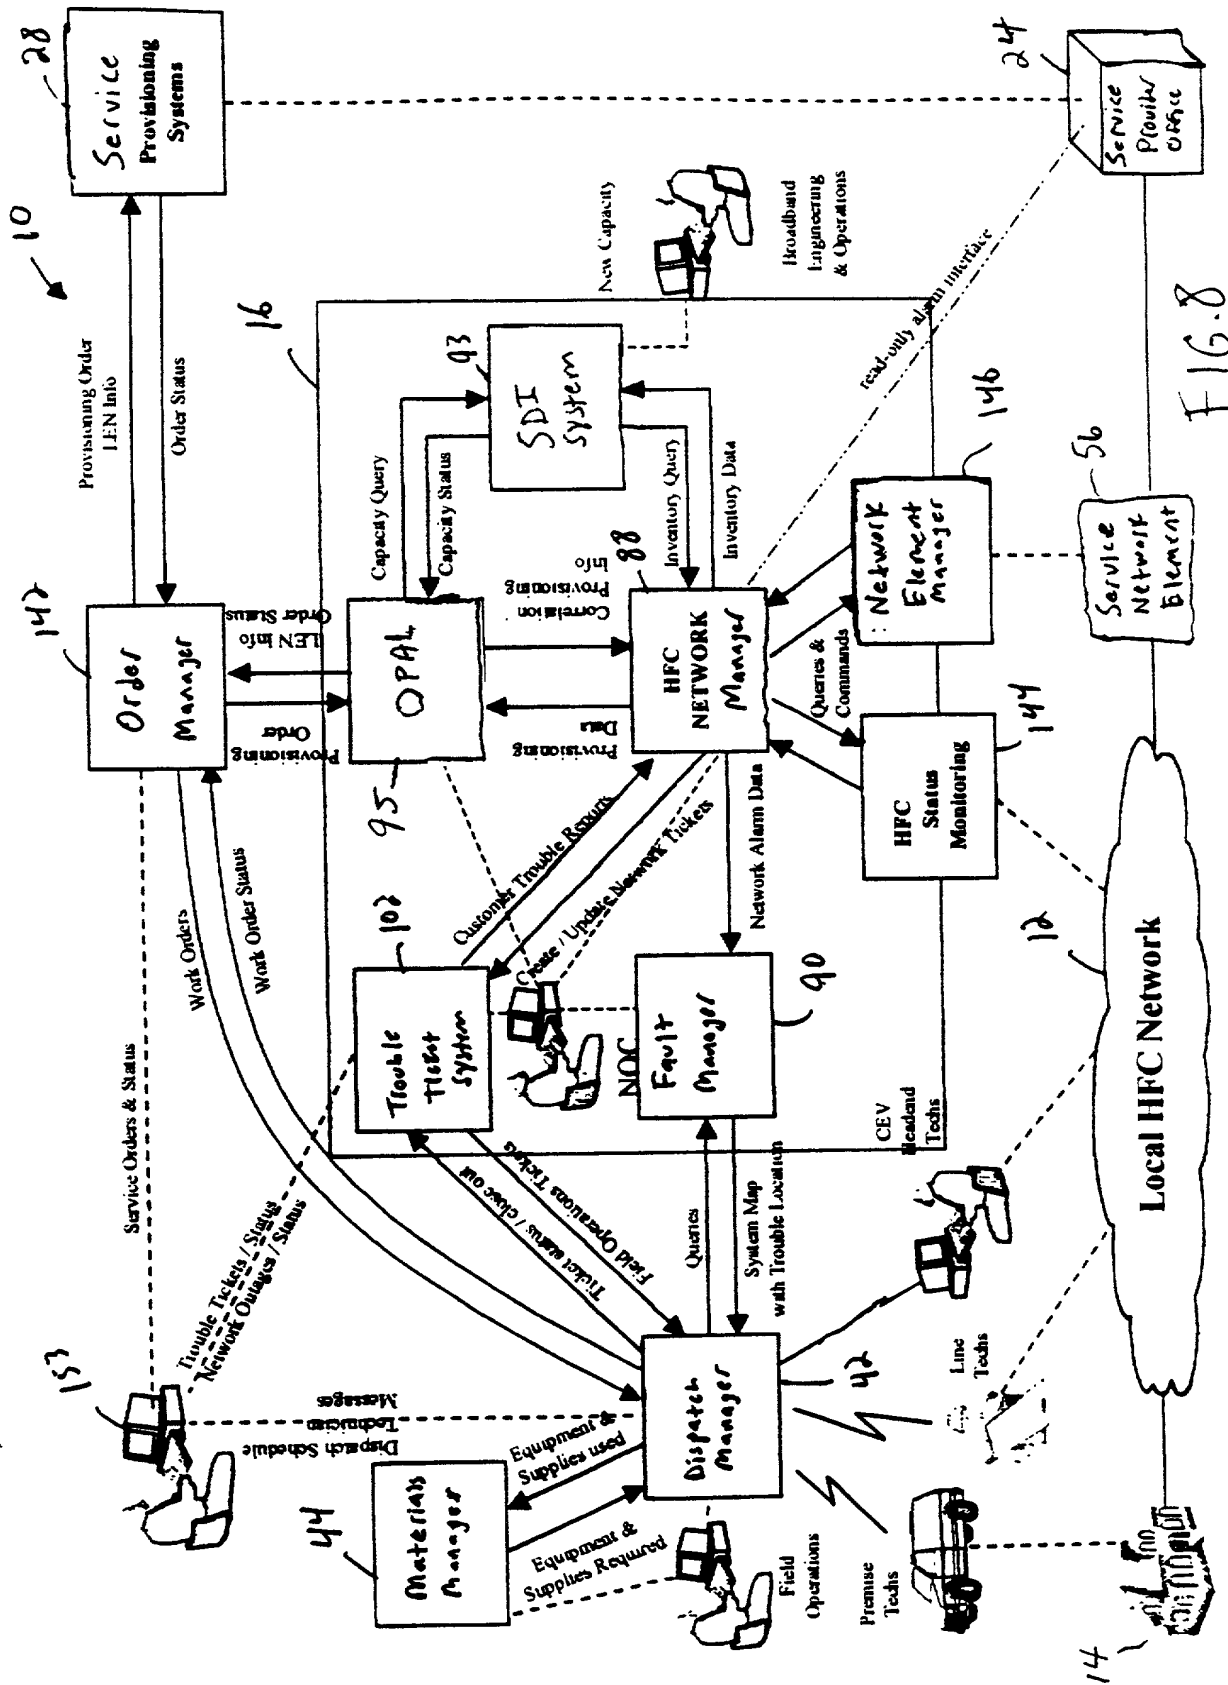 10
28
Service
Provisioning
Systems
Provisioning Order
LEN Info
Order Status
142
Order
Manager
Service Orders & Status
Work Orders
Work Order Status
Provisioning
Order
LEN Info
Order Status
153
Trouble Tickets / Status
Network Outages / Status
Dispatch Schedule
Technician
Messages
16
Capacity Query
Capacity Status
95
OPAL
93
SDI
System
New Capacity
Broadband
Engineering
& Operations
Provisioning
Data
Correlation
Provisioning
Info
Inventory Query
Inventory Data
88
HFC
NETWORK
Manager
102
Trouble
Ticket
System
Customer Trouble Reports
Create / Update Network Tickets
Network Alarm Data
NOC
Fault
Manager
90
Queries &
Commands
read-only alarm interface
146
Network
Element
Manager
144
HFC
Status
Monitoring
44
Materials
Manager
Equipment &
Supplies used
Equipment &
Supplies Required
Dispatch
Manager
42
Ticket status / close out
Field Operations Tickets
Queries
System Map
with Trouble Location
CEV
Headend
Techs
Field
Operations
Premise
Techs
Line
Techs
14
12
Local HFC Network
56
Service
Network
Element
24
Service
Provider
Office
FIG. 8